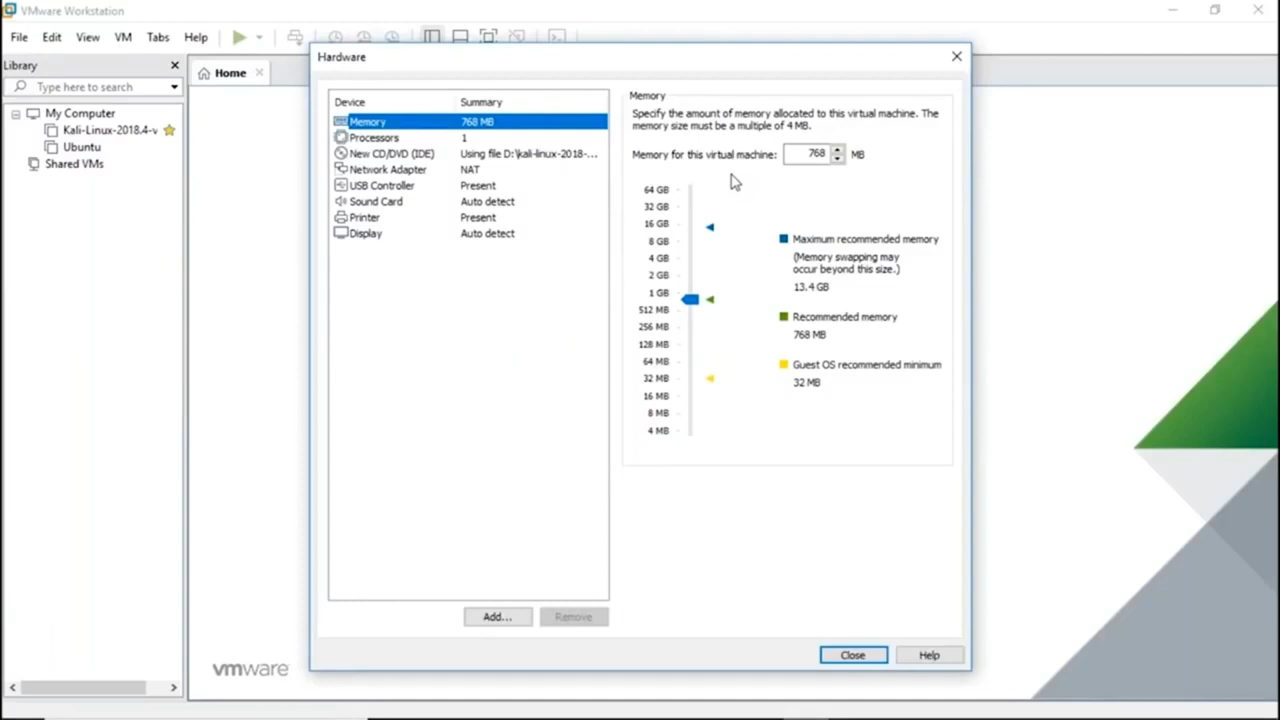 VMware Workstation
File Edit View VM Tabs Help
Library
Type here to search
My Computer
Kali-Linux-2018.4-v
Ubuntu
Shared VMs
Home
Hardware
Device Summary
Memory 768 MB
Processors 1
New CD/DVD (IDE) Using file D:\kali-linux-2018-...
Network Adapter NAT
USB Controller Present
Sound Card Auto detect
Printer Present
Display Auto detect
Add... Remove
Memory
Specify the amount of memory allocated to this virtual machine. The
memory size must be a multiple of 4 MB.
Memory for this virtual machine: 768 MB
64 GB
32 GB
16 GB
8 GB
4 GB
2 GB
1 GB
512 MB
256 MB
128 MB
64 MB
32 MB
16 MB
8 MB
4 MB
Maximum recommended memory
(Memory swapping may
occur beyond this size.)
13.4 GB
Recommended memory
768 MB
Guest OS recommended minimum
32 MB
Close Help
vmware